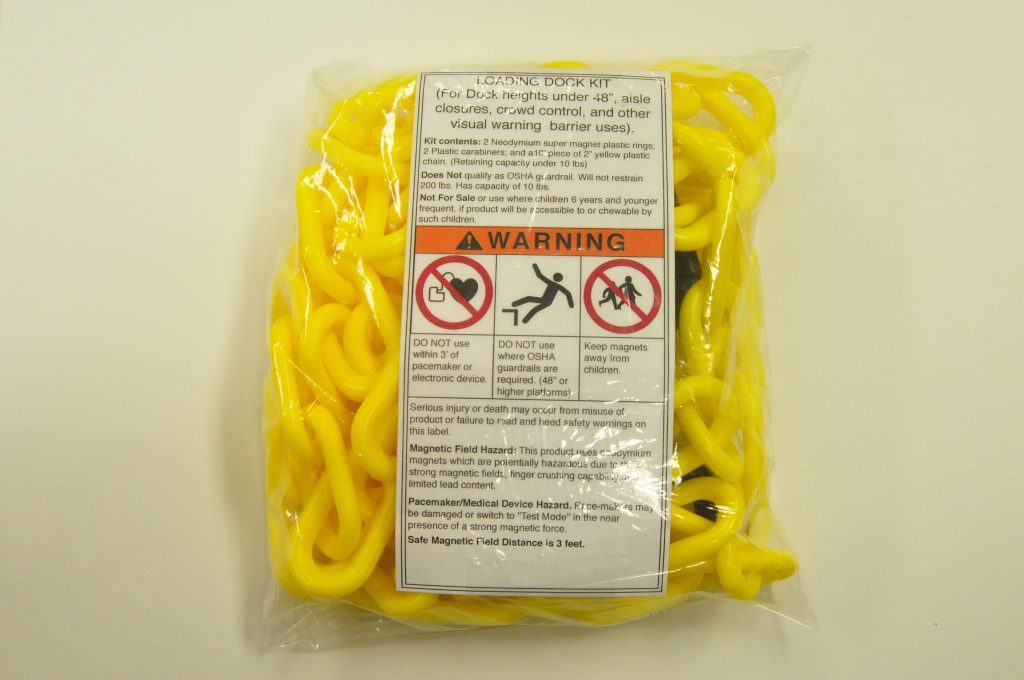 LOADING DOCK KIT
(For Dock heights under 48", aisle
closures, crowd control, and other
visual warning barrier uses).
Kit contents: 2 Neodymium super magnet plastic rings;
2 Plastic carabiners; and a10' piece of 2" yellow plastic
chain. (Retaining capacity under 10 lbs)
Does Not qualify as OSHA guardrail. Will not restrain
200 lbs. Has capacity of 10 lbs.
Not For Sale or use where children 6 years and younger
frequent, if product will be accessible to or chewable by
such children.
WARNING
DO NOT use
within 3' of
pacemaker or
electronic device.
DO NOT use
where OSHA
guardrails are
required. (48" or
higher platforms)
Keep magnets
away from
children.
Serious injury or death may occur from misuse of
product or failure to read and heed safety warnings on
this label.
Magnetic Field Hazard: This product uses neodymium
magnets which are potentially hazardous due to their
strong magnetic fields, finger crushing capability and
limited lead content.
Pacemaker/Medical Device Hazard. Pace-makers may
be damaged or switch to "Test Mode" in the near
presence of a strong magnetic force.
Safe Magnetic Field Distance is 3 feet.